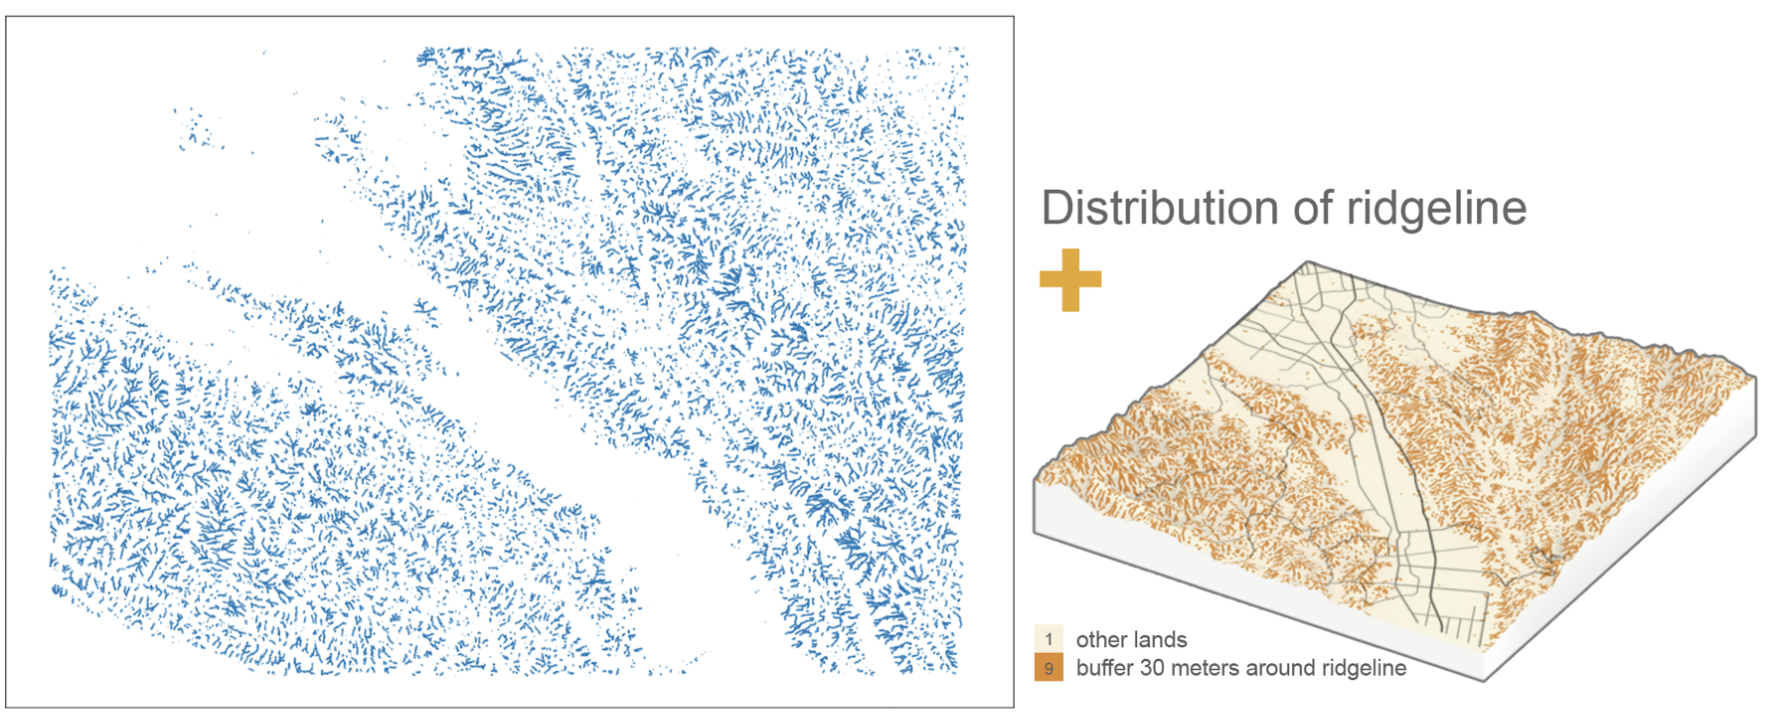 Distribution of ridgeline
1 other lands
9 buffer 30 meters around ridgeline